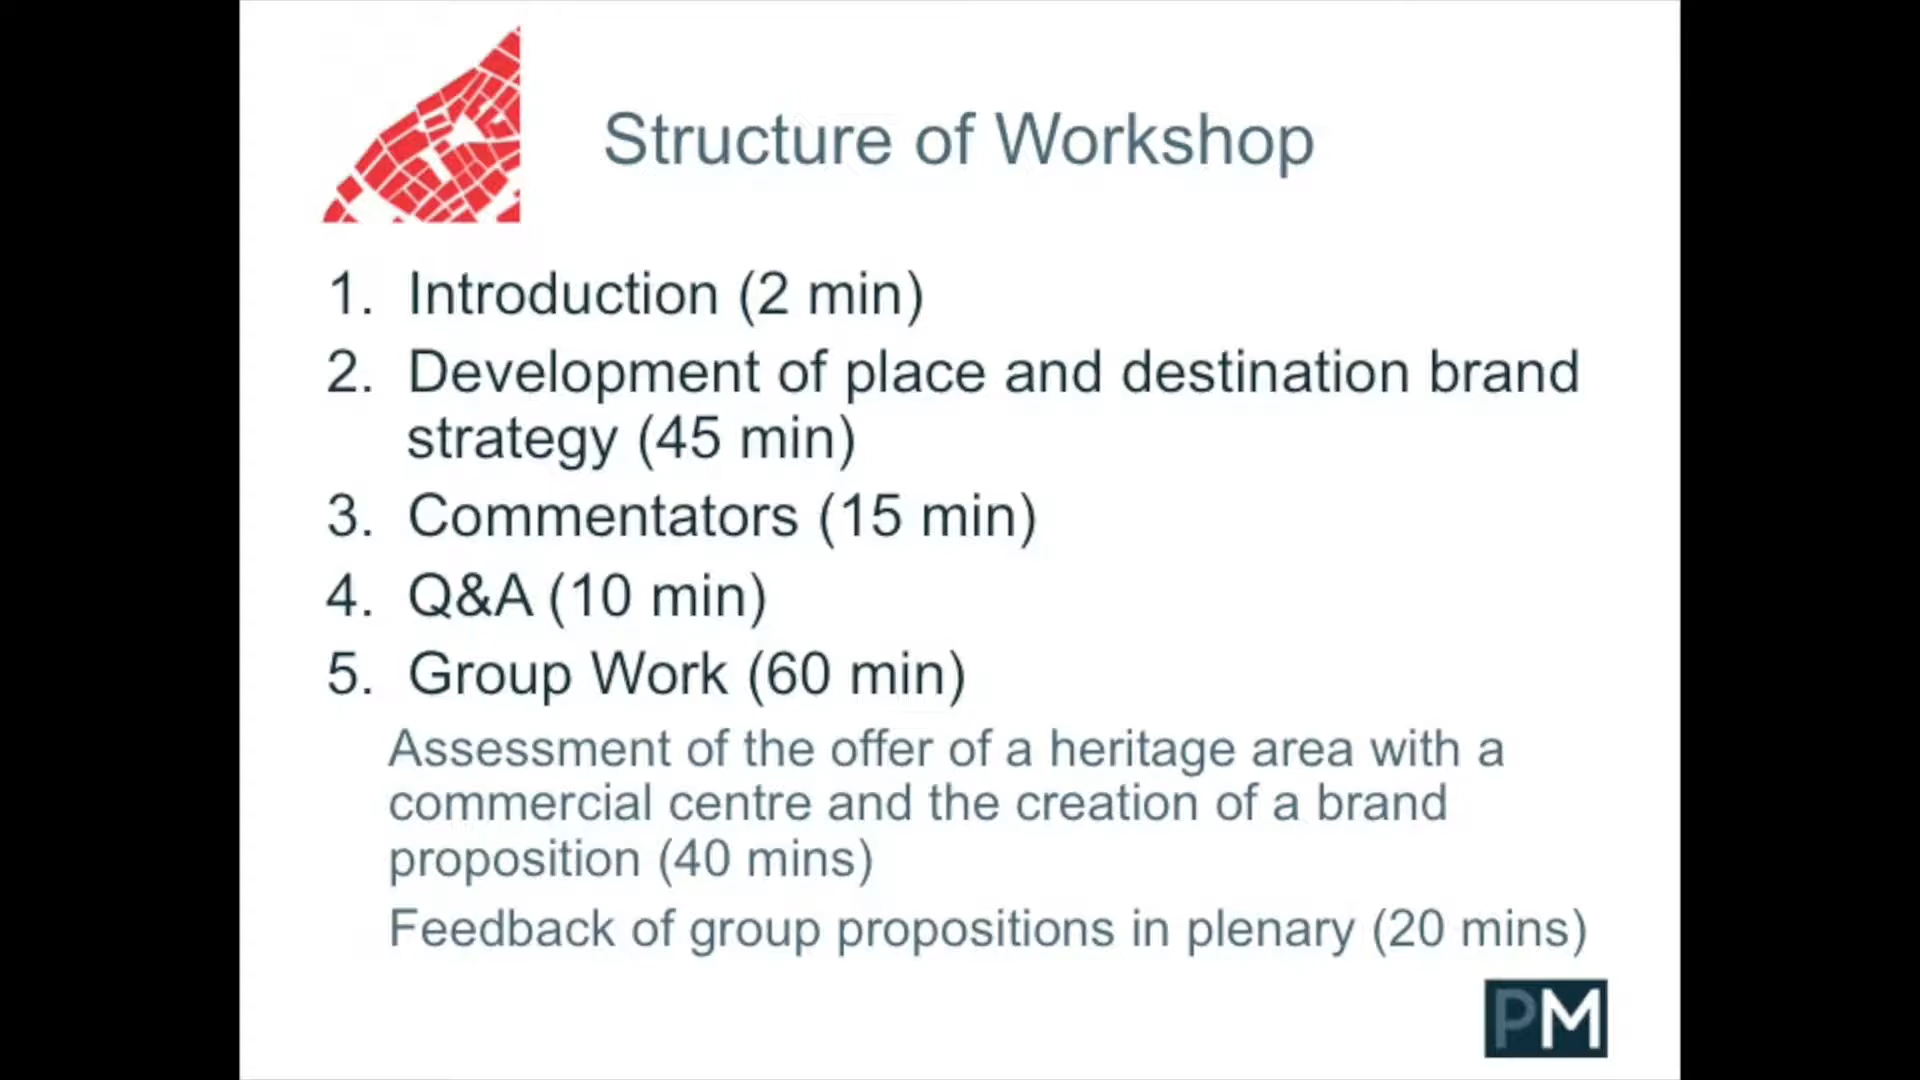 Structure of Workshop
1. Introduction (2 min)
2. Development of place and destination brand
strategy (45 min)
3. Commentators (15 min)
4. Q&A (10 min)
5. Group Work (60 min)
Assessment of the offer of a heritage area with a
commercial centre and the creation of a brand
proposition (40 mins)
Feedback of group propositions in plenary (20 mins)
PM